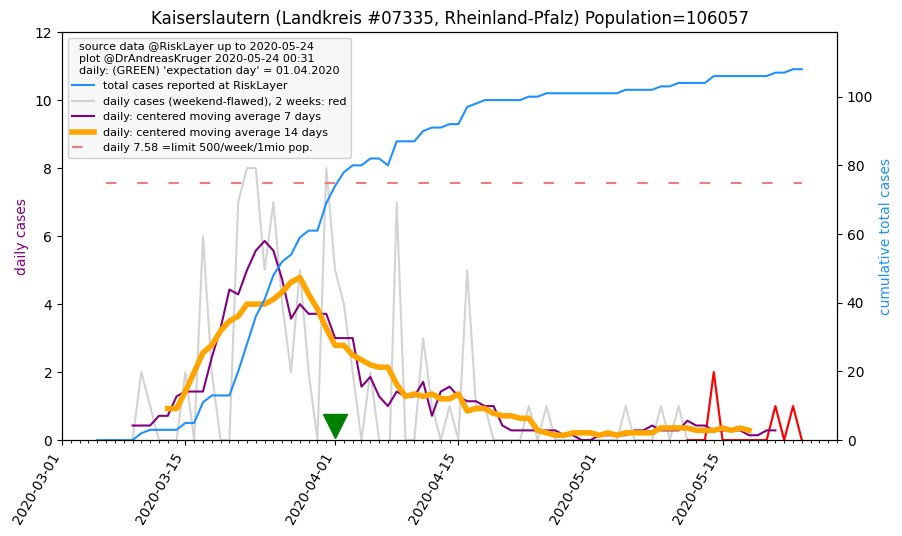 Kaiserslautern (Landkreis #07335, Rheinland-Pfalz) Population=106057
source data @RiskLayer up to 2020-05-24
plot @DrAndreasKruger 2020-05-24 00:31
daily: (GREEN) 'expectation day' = 01.04.2020
total cases reported at RiskLayer
daily cases (weekend-flawed), 2 weeks: red
daily: centered moving average 7 days
daily: centered moving average 14 days
daily 7.58 =limit 500/week/1mio pop.
daily cases
12
10
8
6
4
2
0
cumulative total cases
100
80
60
40
20
0
2020-03-01
2020-03-15
2020-04-01
2020-04-15
2020-05-01
2020-05-15